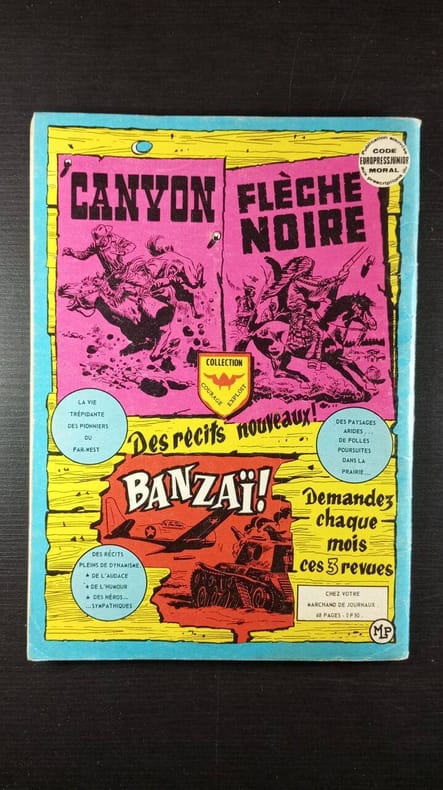 CANYON
FLÈCHE
NOIRE
CODE
EUROPRESSJUNIOR
MORAL
COLLECTION
COURAGE EXPLOIT
LA VIE
TRÉPIDANTE
DES PIONNIERS
DU
FAR-WEST
Des récits nouveaux!
DES PAYSAGES
ARIDES...
DE FOLLES
POURSUITES
DANS LA
PRAIRIE...
BANZAÏ!
Demandez
chaque
mois
ces 3 revues
DES RÉCITS
PLEINS DE DYNAMISME
★ DE L'AUDACE
★ DE L'HUMOUR
★ DES HÉROS...
...SYMPATHIQUES
CHEZ VOTRE
MARCHAND DE JOURNAUX
68 PAGES - 0 F 50
MP